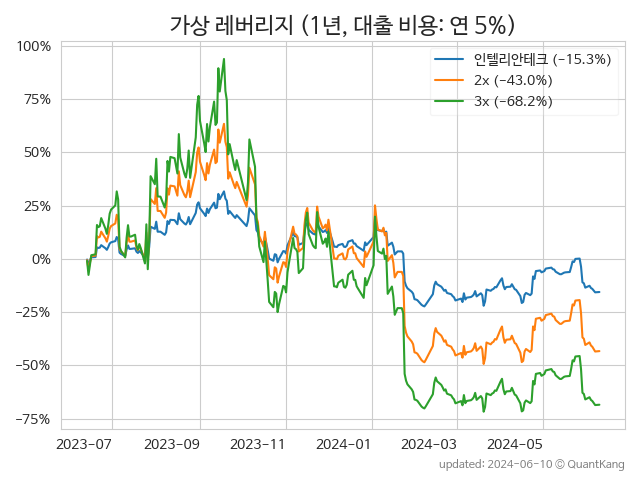 가상 레버리지 (1년, 대출 비용: 연 5%)
인텔리안테크 (-15.3%)
2x (-43.0%)
3x (-68.2%)
100%
75%
50%
25%
0%
−25%
−50%
−75%
2023-07 2023-09 2023-11 2024-01 2024-03 2024-05
updated: 2024-06-10 © QuantKang